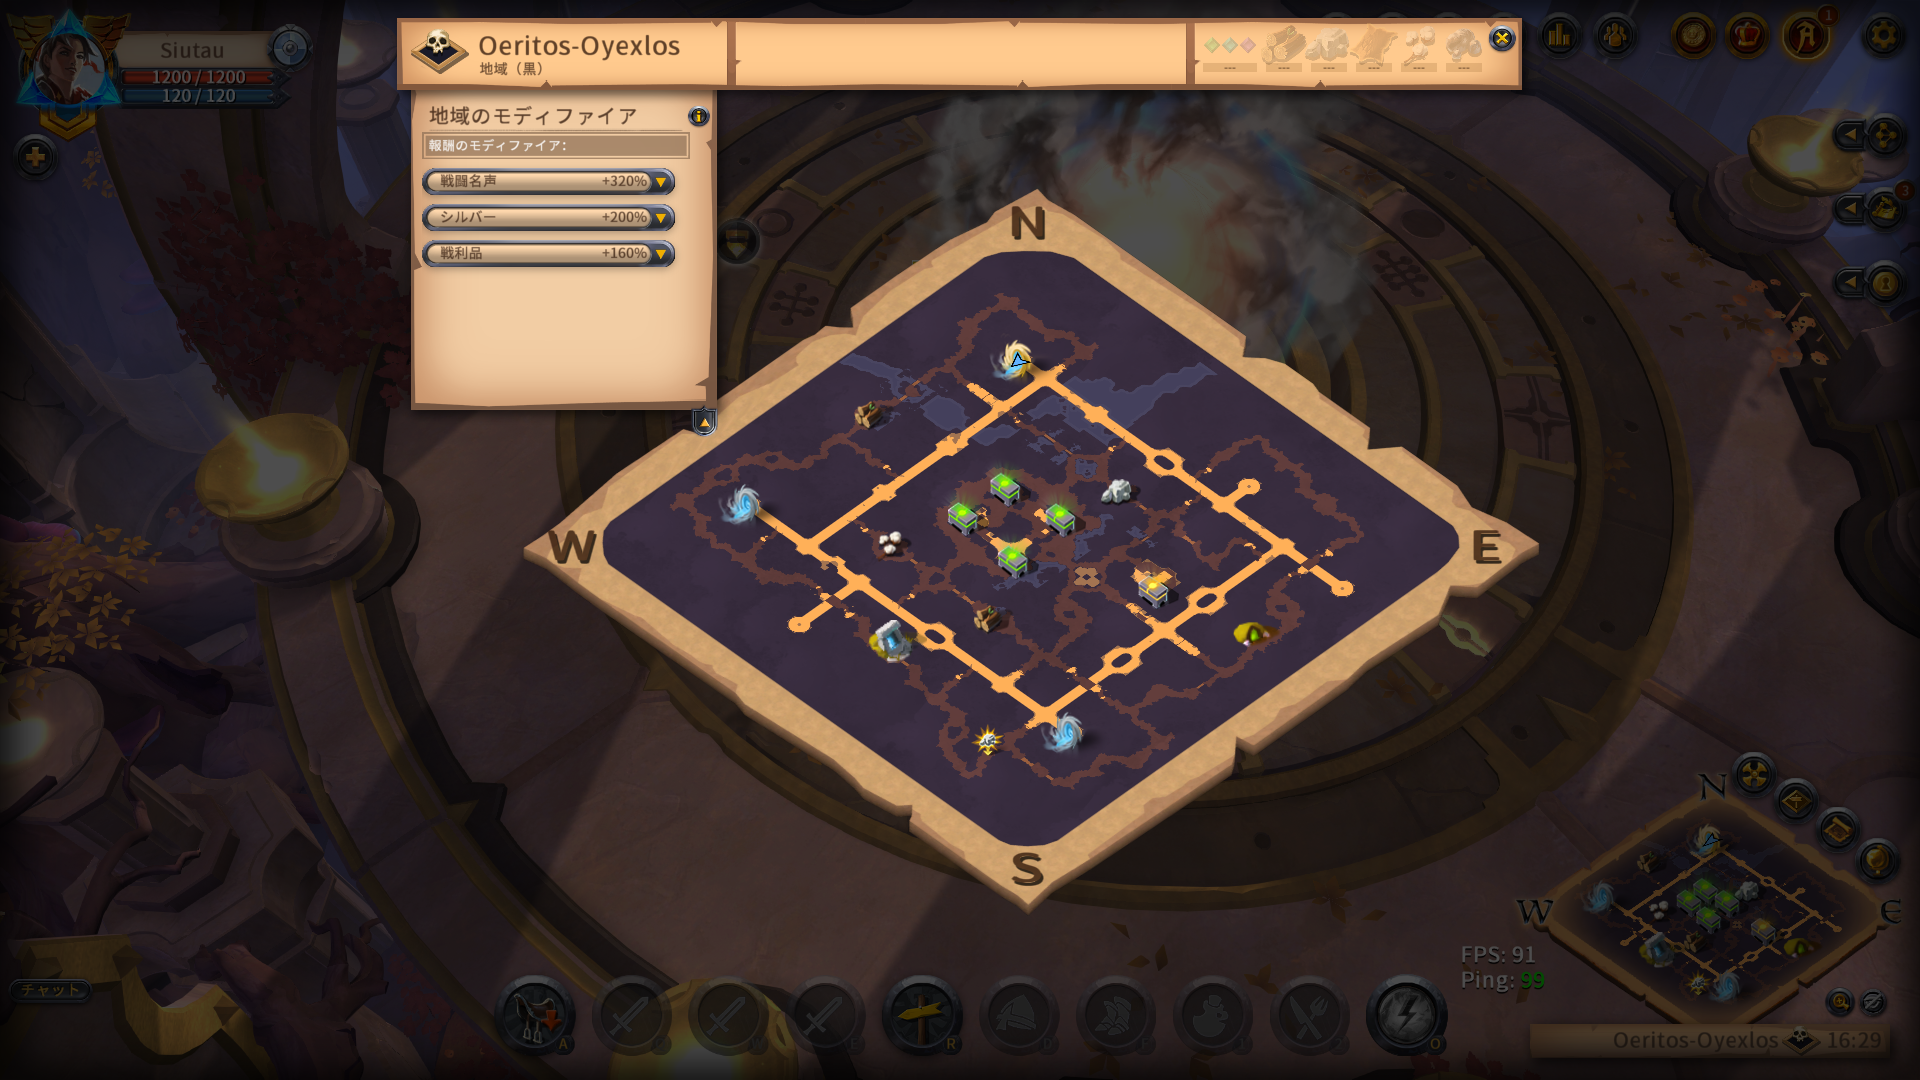 Siutau
1200 / 1200
120 / 120
Oeritos-Oyexlos
地域（黒）
---
---
---
---
---
---
1
地域のモディファイア
報酬のモディファイア:
戦闘名声 +320%
シルバー +200%
戦利品 +160%
3
N
W
E
S
N
W
E
FPS: 91
Ping: 99
チャット
A
R
O
Oeritos-Oyexlos 16:29